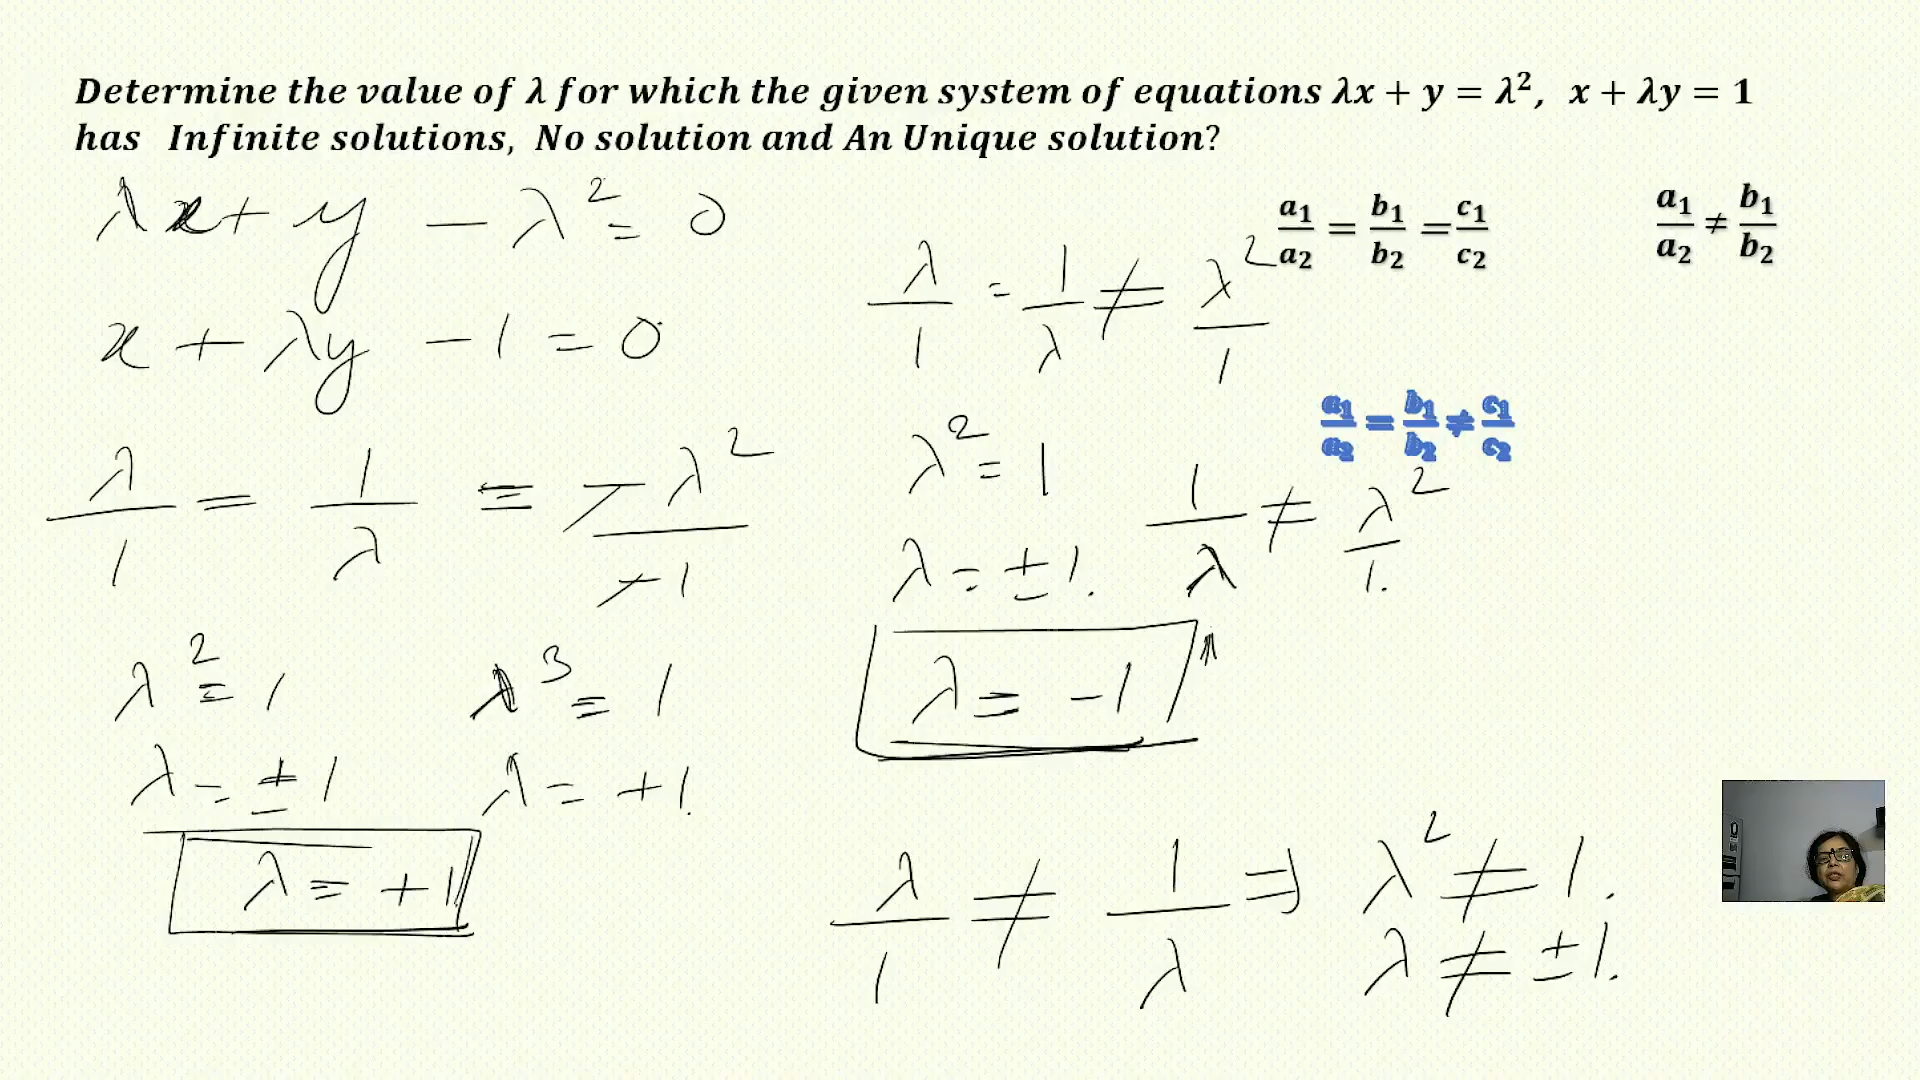 Determine the value of λ for which the given system of equations λx + y = λ², x + λy = 1
has Infinite solutions, No solution and An Unique solution?
λx + y - λ² = 0
x + λy - 1 = 0
λ/1 = 1/λ = -λ²/-1
λ² = 1 λ³ = 1
λ = ±1 λ = +1.
λ = +1
a₁/a₂ = b₁/b₂ = c₁/c₂
λ/1 = 1/λ ≠ λ²/1
a₁/a₂ = b₁/b₂ ≠ c₁/c₂
λ² = 1
1/λ ≠ λ²/1.
λ = ±1.
λ = -1
a₁/a₂ ≠ b₁/b₂
λ/1 ≠ 1/λ ⇒ λ² ≠ 1.
λ ≠ ±1.